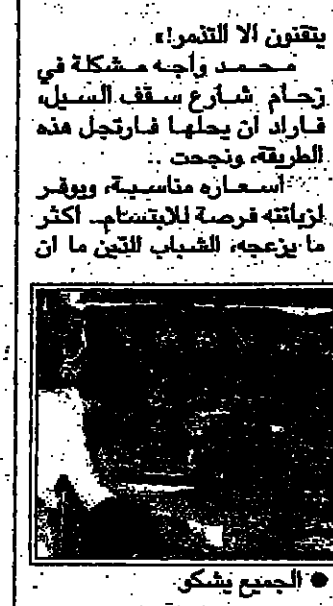 يتقنون الا التذمر!»
محمد واجه مشكلة في
زحام شارع سقف السيل،
فاراد ان يحلها فارتجل هذه
الطريقة، ونجحت ..
اسعاره مناسبة، ويوفر
لزبائنه فرصة للابتسام.. اكثر
ما يزعجه، الشباب الذين ما ان
● الجميع يشكو